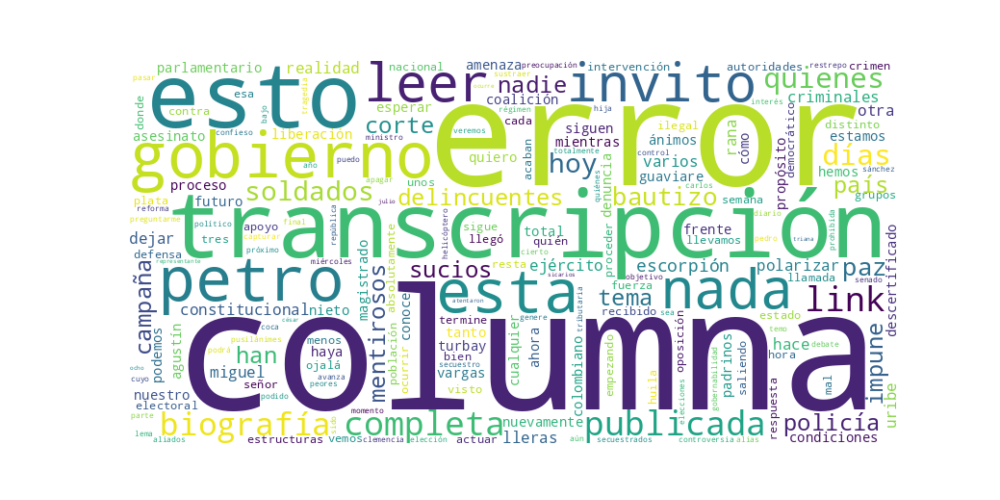 parlamentario realidad nacional amenaza intervención autoridades restrepo crimen
esto leer nadie invito quienes
coalición criminales
donde esa contra esperar cada otra
asesinato liberación corte siguen ilegal ánimos estamos distinto
gobierno error
mientras hoy quiero varios rana cómo hemos días
proceso soldados delincuentes guaviare bautizo país
plata futuro unos acaban semana grupos
transcripción
dejar tres apoyo sigue llegó total quién frente llevamos
defensa república helicóptero proceder denuncia propósito democrático
petro sucios ejército escorpión polarizar paz
campaña constitucional nieto magistrado mentirosos esta tema nada link
recibido fuerza estado llamada descertificado
columna
podemos agustín han menos haya conoce termine tanto bien ahora hace
miguel ojalá turbay vargas visto cualquier colombiano empezando padrinos saliendo impune
nuestro señor población absolutamente ocurrir huila oposición hora mal uribe
electoral biografía completa nuevamente publicada policía
estructuras vemos clemencia elección actuar lleras aún secuestrados controversia alias respuesta condiciones
pesar preocupación sustraer tragedia bajo régimen hija interés
confieso ministro veremos totalmente control quiénes carlos sánchez
año puedo apagar julio preguntarme final capturar
reforma político próximo cierto diario pedro triana prohibida
representante miércoles objetivo sicarios senado
coca césar pusilánimes atentaron genere sea temo debate
ocho cuyo avanza peores secuestro podido podrá tributaria elecciones gobernabilidad
parte lema aliados sido momento resta